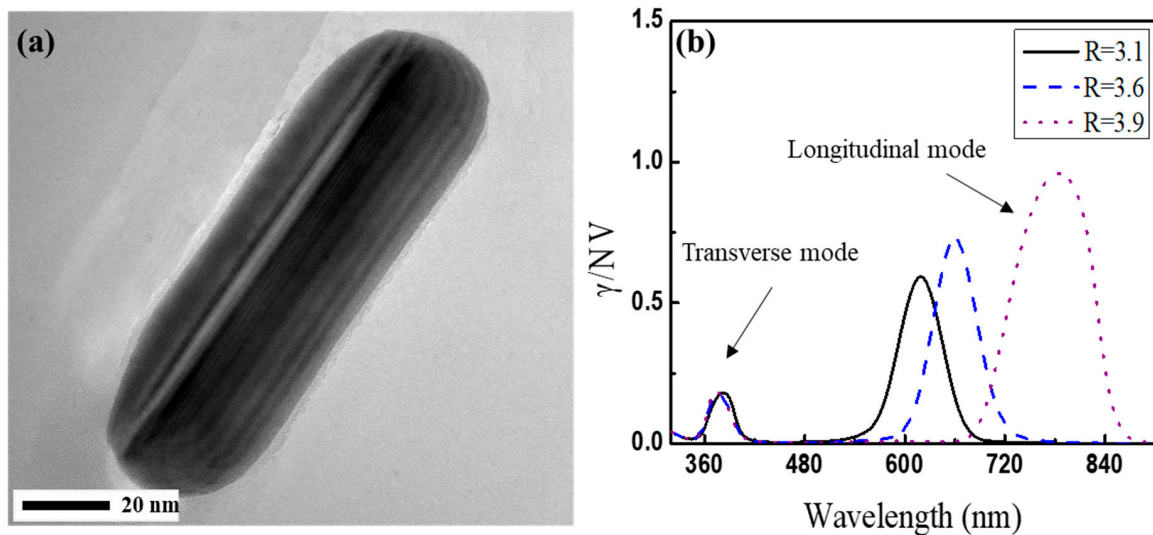 (a)
20 nm
(b)
1.5
1.0
0.5
0.0
γ/N V
R=3.1
R=3.6
R=3.9
Longitudinal mode
Transverse mode
360 480 600 720 840
Wavelength (nm)